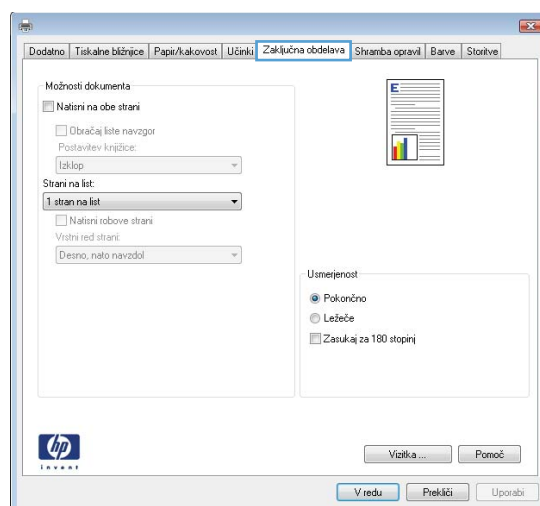 Dodatno Tiskalne bližnjice Papir/kakovost Učinki Zaključna obdelava Shramba opravil Barve Storitve
Možnosti dokumenta
Natisni na obe strani
Obračaj liste navzgor
Postavitev knjižice:
Izklop
Strani na list:
1 stran na list
Natisni robove strani
Vrstni red strani:
Desno, nato navzdol
E
Usmerjenost
Pokončno
Ležeče
Zasukaj za 180 stopinj
hp
invent
Vizitka ... Pomoč
V redu Prekliči Uporabi